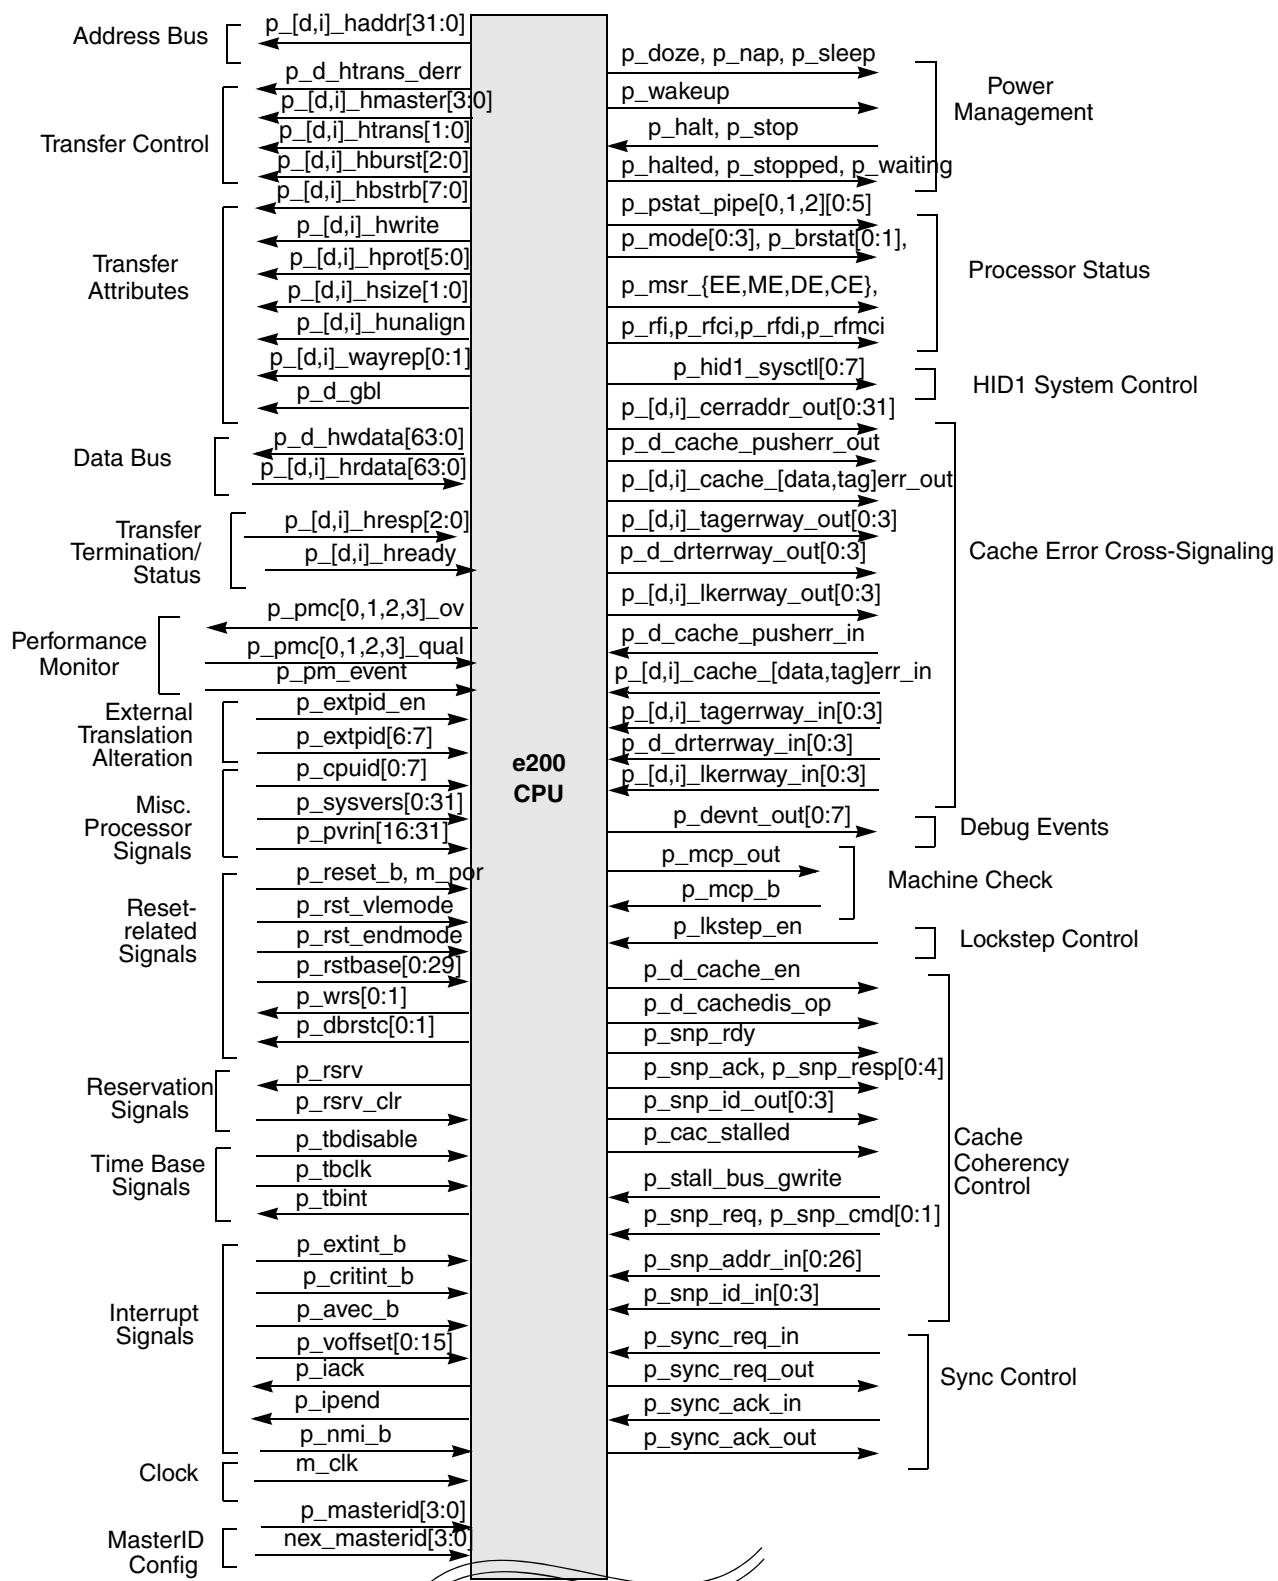 Address Bus
p_[d,i]_haddr[31:0]
Transfer Control
p_d_htrans_derr
p_[d,i]_hmaster[3:0]
p_[d,i]_htrans[1:0]
p_[d,i]_hburst[2:0]
p_[d,i]_hbstrb[7:0]
Transfer
Attributes
p_[d,i]_hwrite
p_[d,i]_hprot[5:0]
p_[d,i]_hsize[1:0]
p_[d,i]_hunalign
p_[d,i]_wayrep[0:1]
p_d_gbl
Data Bus
p_d_hwdata[63:0]
p_[d,i]_hrdata[63:0]
Transfer
Termination/
Status
p_[d,i]_hresp[2:0]
p_[d,i]_hready
Performance
Monitor
p_pmc[0,1,2,3]_ov
p_pmc[0,1,2,3]_qual
p_pm_event
External
Translation
Alteration
p_extpid_en
p_extpid[6:7]
Misc.
Processor
Signals
p_cpuid[0:7]
p_sysvers[0:31]
p_pvrin[16:31]
Reset-
related
Signals
p_reset_b, m_por
p_rst_vlemode
p_rst_endmode
p_rstbase[0:29]
p_wrs[0:1]
p_dbrstc[0:1]
Reservation
Signals
p_rsrv
p_rsrv_clr
Time Base
Signals
p_tbdisable
p_tbclk
p_tbint
Interrupt
Signals
p_extint_b
p_critint_b
p_avec_b
p_voffset[0:15]
p_iack
p_ipend
p_nmi_b
Clock
m_clk
MasterID
Config
p_masterid[3:0]
nex_masterid[3:0]
e200
CPU
p_doze, p_nap, p_sleep
p_wakeup
p_halt, p_stop
p_halted, p_stopped, p_waiting
Power
Management
p_pstat_pipe[0,1,2][0:5]
p_mode[0:3], p_brstat[0:1],
p_msr_{EE,ME,DE,CE},
p_rfi,p_rfci,p_rfdi,p_rfmci
Processor Status
p_hid1_sysctl[0:7]
HID1 System Control
p_[d,i]_cerraddr_out[0:31]
p_d_cache_pusherr_out
p_[d,i]_cache_[data,tag]err_out
p_[d,i]_tagerrway_out[0:3]
p_d_drterrway_out[0:3]
p_[d,i]_lkerrway_out[0:3]
p_d_cache_pusherr_in
p_[d,i]_cache_[data,tag]err_in
p_[d,i]_tagerrway_in[0:3]
p_d_drterrway_in[0:3]
p_[d,i]_lkerrway_in[0:3]
Cache Error Cross-Signaling
p_devnt_out[0:7]
Debug Events
p_mcp_out
p_mcp_b
Machine Check
p_lkstep_en
Lockstep Control
p_d_cache_en
p_d_cachedis_op
p_snp_rdy
p_snp_ack, p_snp_resp[0:4]
p_snp_id_out[0:3]
p_cac_stalled
p_stall_bus_gwrite
p_snp_req, p_snp_cmd[0:1]
p_snp_addr_in[0:26]
p_snp_id_in[0:3]
Cache
Coherency
Control
p_sync_req_in
p_sync_req_out
p_sync_ack_in
p_sync_ack_out
Sync Control